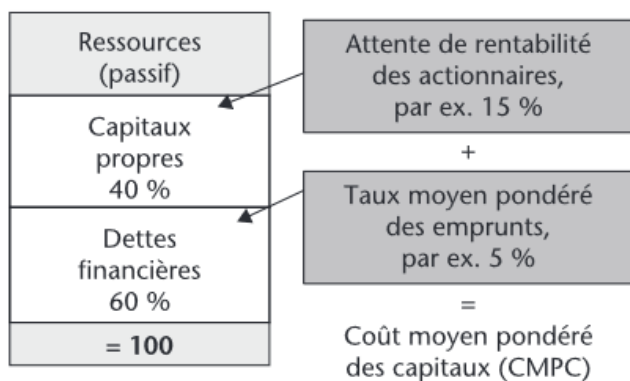 Ressources
(passif)
Capitaux
propres
40 %
Dettes
financières
60 %
= 100
Attente de rentabilité
des actionnaires,
par ex. 15 %
+
Taux moyen pondéré
des emprunts,
par ex. 5 %
=
Coût moyen pondéré
des capitaux (CMPC)